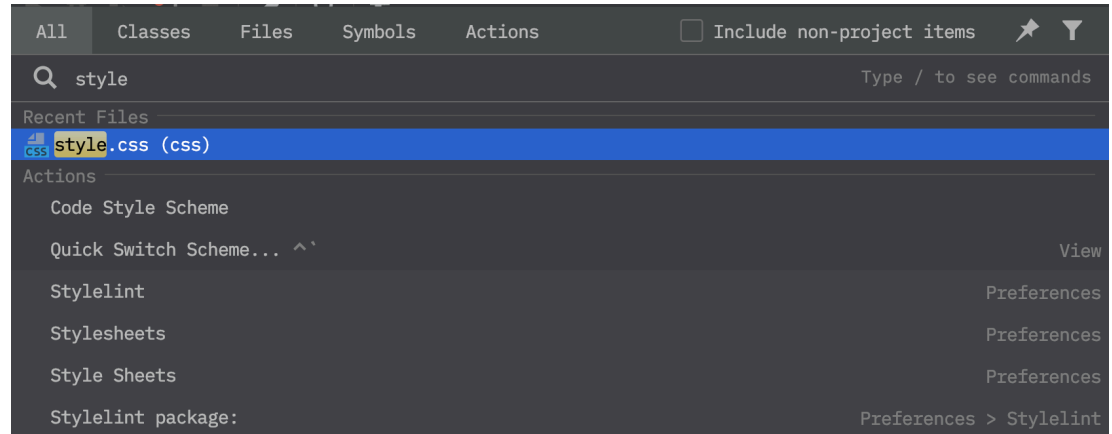 All Classes Files Symbols Actions Include non-project items
style Type / to see commands
Recent Files
CSS style.css (css)
Actions
Code Style Scheme
Quick Switch Scheme... ^` View
Stylelint Preferences
Stylesheets Preferences
Style Sheets Preferences
Stylelint package: Preferences > Stylelint